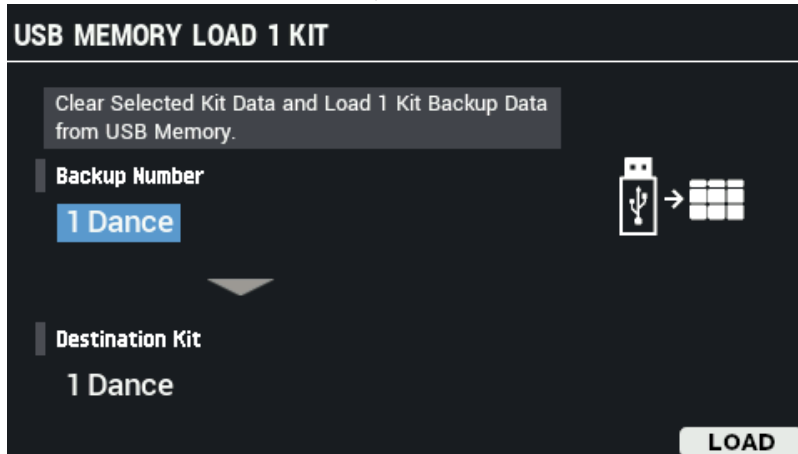 USB MEMORY LOAD 1 KIT
Clear Selected Kit Data and Load 1 Kit Backup Data
from USB Memory.
Backup Number
1 Dance
Destination Kit
1 Dance
LOAD